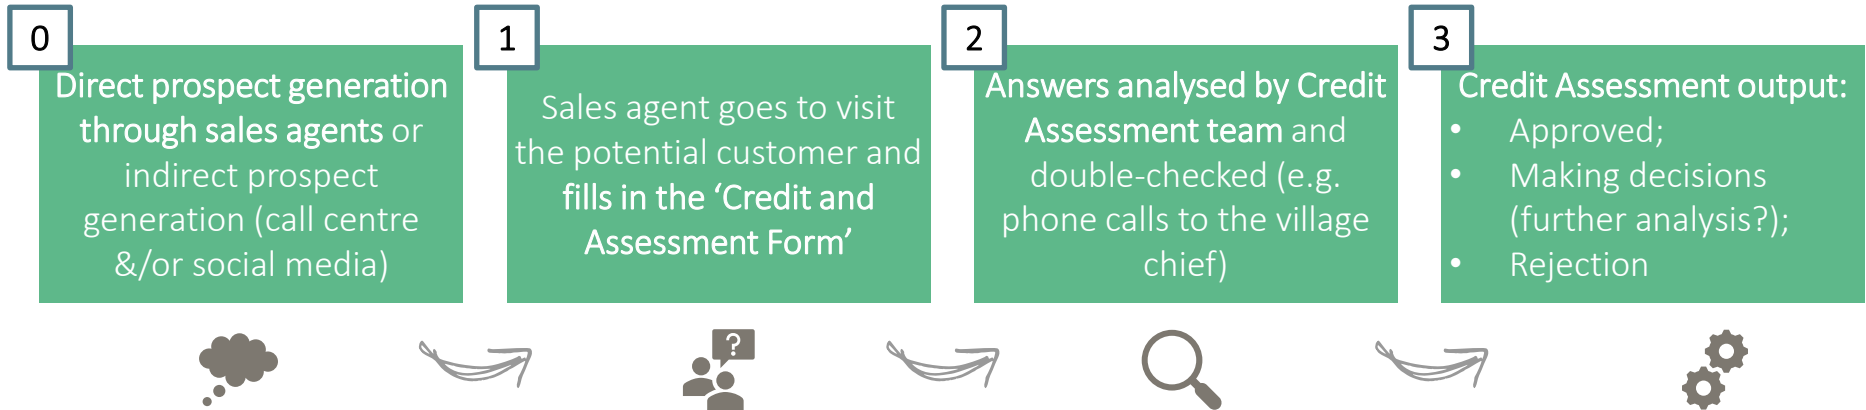 0
Direct prospect generation
through sales agents or
indirect prospect
generation (call centre
&/or social media)
1
Sales agent goes to visit
the potential customer and
fills in the ‘Credit and
Assessment Form’
2
Answers analysed by Credit
Assessment team and
double-checked (e.g.
phone calls to the village
chief)
3
Credit Assessment output:
• Approved;
• Making decisions
(further analysis?);
• Rejection
?